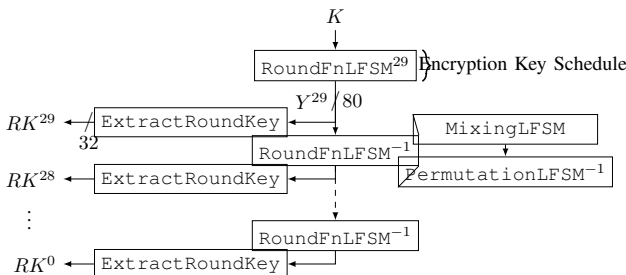 K
RoundFnLFSM^29
Encryption Key Schedule
Y^29
80
RK^29
32
ExtractRoundKey
MixingLFSM
RoundFnLFSM^−1
PermutationLFSM^−1
RK^28
ExtractRoundKey
⋮
RoundFnLFSM^−1
RK^0
ExtractRoundKey